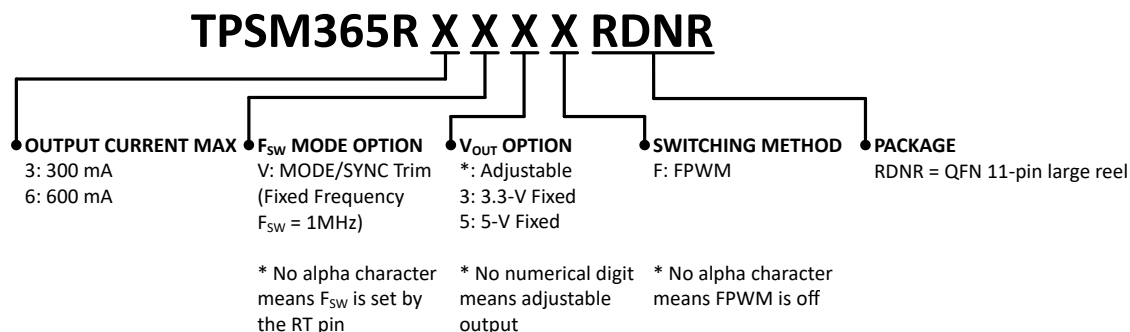 TPSM365R X X X X RDNR
OUTPUT CURRENT MAX
3: 300 mA
6: 600 mA
FSW MODE OPTION
V: MODE/SYNC Trim
(Fixed Frequency
FSW = 1MHz)
* No alpha character
means FSW is set by
the RT pin
VOUT OPTION
*: Adjustable
3: 3.3-V Fixed
5: 5-V Fixed
* No numerical digit
means adjustable
output
SWITCHING METHOD
F: FPWM
* No alpha character
means FPWM is off
PACKAGE
RDNR = QFN 11-pin large reel